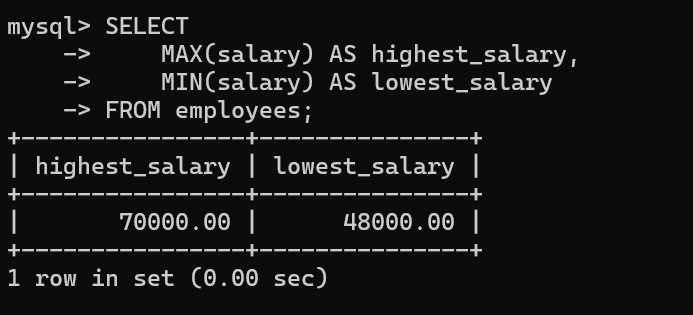 mysql> SELECT
    ->     MAX(salary) AS highest_salary,
    ->     MIN(salary) AS lowest_salary
    -> FROM employees;
+----------------+---------------+
| highest_salary | lowest_salary |
+----------------+---------------+
|       70000.00 |      48000.00 |
+----------------+---------------+
1 row in set (0.00 sec)